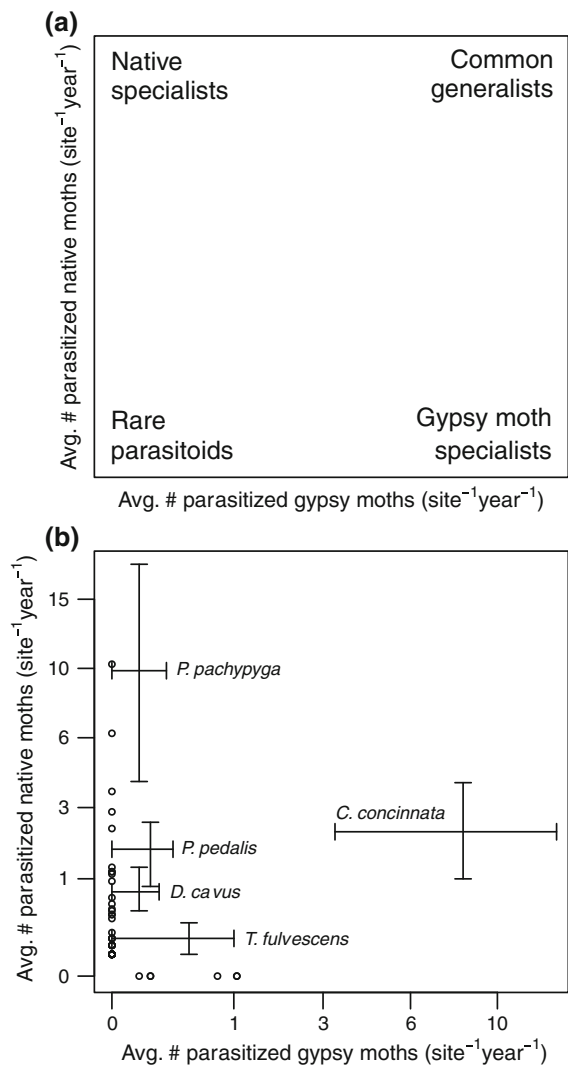 (a)
Native
specialists
Common
generalists
Rare
parasitoids
Gypsy moth
specialists
Avg. # parasitized native moths (site⁻¹year⁻¹)
Avg. # parasitized gypsy moths (site⁻¹year⁻¹)
(b)
15
10
6
3
1
0
P. pachypyga
C. concinnata
P. pedalis
D. cavus
T. fulvescens
Avg. # parasitized native moths (site⁻¹year⁻¹)
0 1 3 6 10
Avg. # parasitized gypsy moths (site⁻¹year⁻¹)